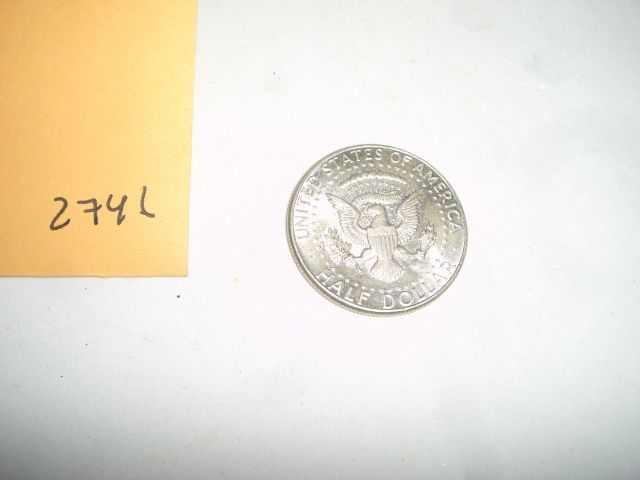 274L
UNITED STATES OF AMERICA
HALF DOLLAR